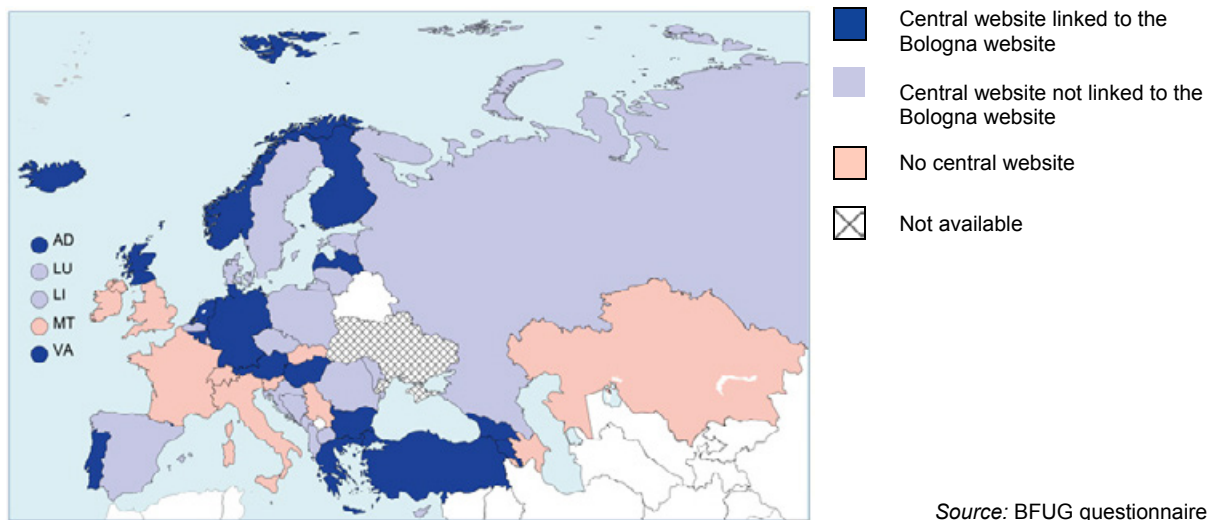 AD
LU
LI
MT
VA
Central website linked to the
Bologna website
Central website not linked to the
Bologna website
No central website
Not available
Source: BFUG questionnaire